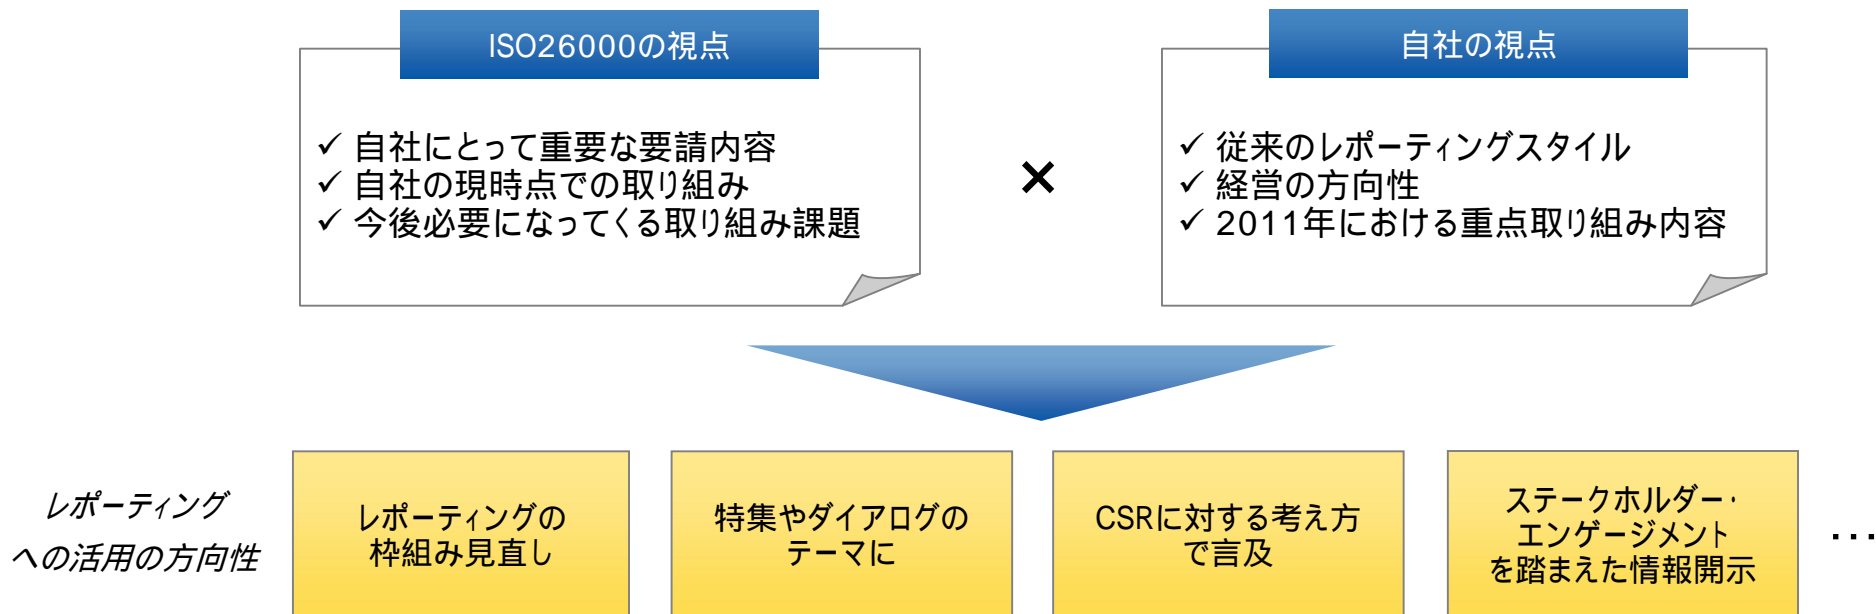 ISO26000の視点
✓ 自社にとって重要な要請内容
✓ 自社の現時点での取り組み
✓ 今後必要になってくる取り組み課題
×
自社の視点
✓ 従来のレポーティングスタイル
✓ 経営の方向性
✓ 2011年における重点取り組み内容
レポーティング
への活用の方向性
レポーティングの
枠組み見直し
特集やダイアログの
テーマに
CSRに対する考え方
で言及
ステークホルダー・
エンゲージメント
を踏まえた情報開示
…